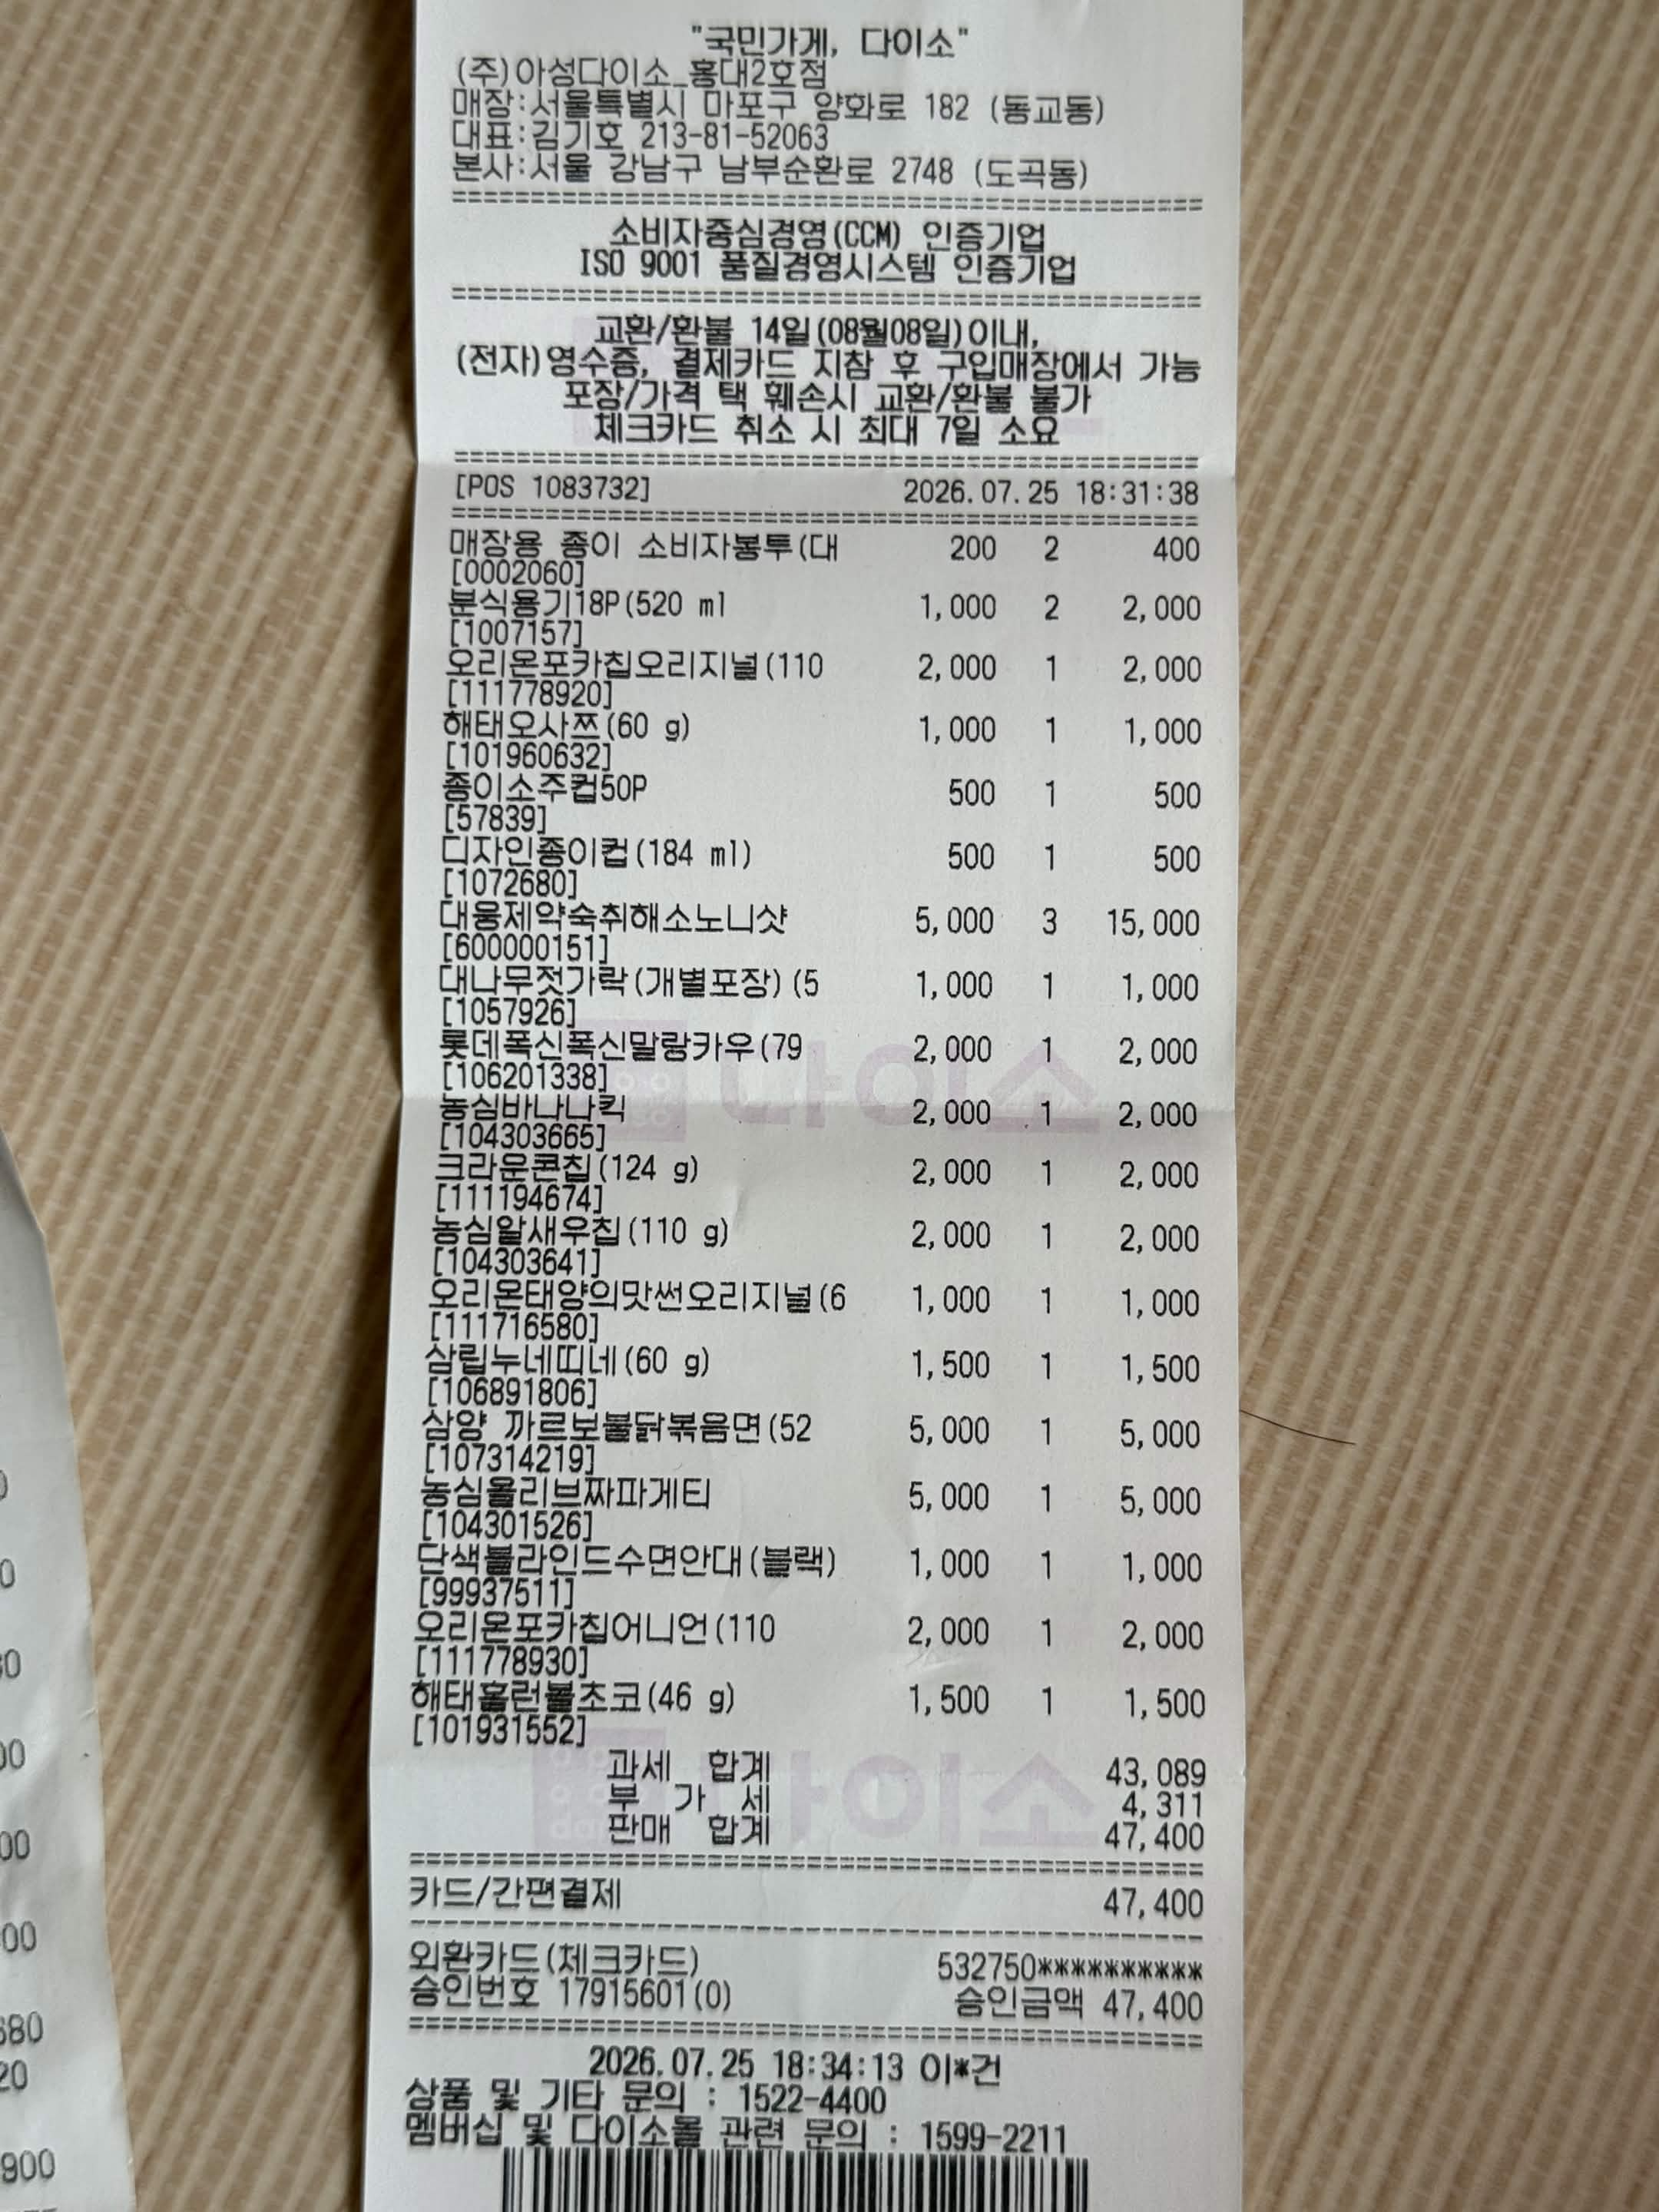 "국민가게, 다이소"
(주)아성다이소_홍대2호점
매장:서울특별시 마포구 양화로 182 (동교동)
대표:김기호 213-81-52063
본사:서울 강남구 남부순환로 2748 (도곡동)
소비자중심경영(CCM) 인증기업
ISO 9001 품질경영시스템 인증기업
교환/환불 14일(08월08일)이내,
(전자)영수증, 결제카드 지참 후 구입매장에서 가능
포장/가격 택 훼손시 교환/환불 불가
체크카드 취소 시 최대 7일 소요
[POS 1083732] 2026.07.25 18:31:38
매장용 종이 소비자봉투(대 200 2 400
[0002060]
분식용기18P(520 ml 1,000 2 2,000
[1007157]
오리온포카칩오리지널(110 2,000 1 2,000
[111778920]
해태오사쯔(60 g) 1,000 1 1,000
[101960632]
종이소주컵50P 500 1 500
[57839]
디자인종이컵(184 ml) 500 1 500
[1072680]
대웅제약숙취해소노니샷 5,000 3 15,000
[600000151]
대나무젓가락(개별포장)(5 1,000 1 1,000
[1057926]
롯데폭신폭신말랑카우(79 2,000 1 2,000
[106201338]
농심바나나킥 2,000 1 2,000
[104303665]
크라운콘칩(124 g) 2,000 1 2,000
[111194674]
농심알새우칩(110 g) 2,000 1 2,000
[104303641]
오리온태양의맛썬오리지널(6 1,000 1 1,000
[111716580]
삼립누네띠네(60 g) 1,500 1 1,500
[106891806]
삼양 까르보불닭볶음면(52 5,000 1 5,000
[107314219]
농심올리브짜파게티 5,000 1 5,000
[104301526]
단색블라인드수면안대(블랙) 1,000 1 1,000
[99937511]
오리온포카칩어니언(110 2,000 1 2,000
[111778930]
해태홈런볼초코(46 g) 1,500 1 1,500
[101931552]
과세 합계 43,089
부 가 세 4,311
판매 합계 47,400
카드/간편결제 47,400
외환카드(체크카드) 532750**********
승인번호 17915601(0) 승인금액 47,400
2026.07.25 18:34:13 이*건
상품 및 기타 문의 : 1522-4400
멤버십 및 다이소몰 관련 문의 : 1599-2211